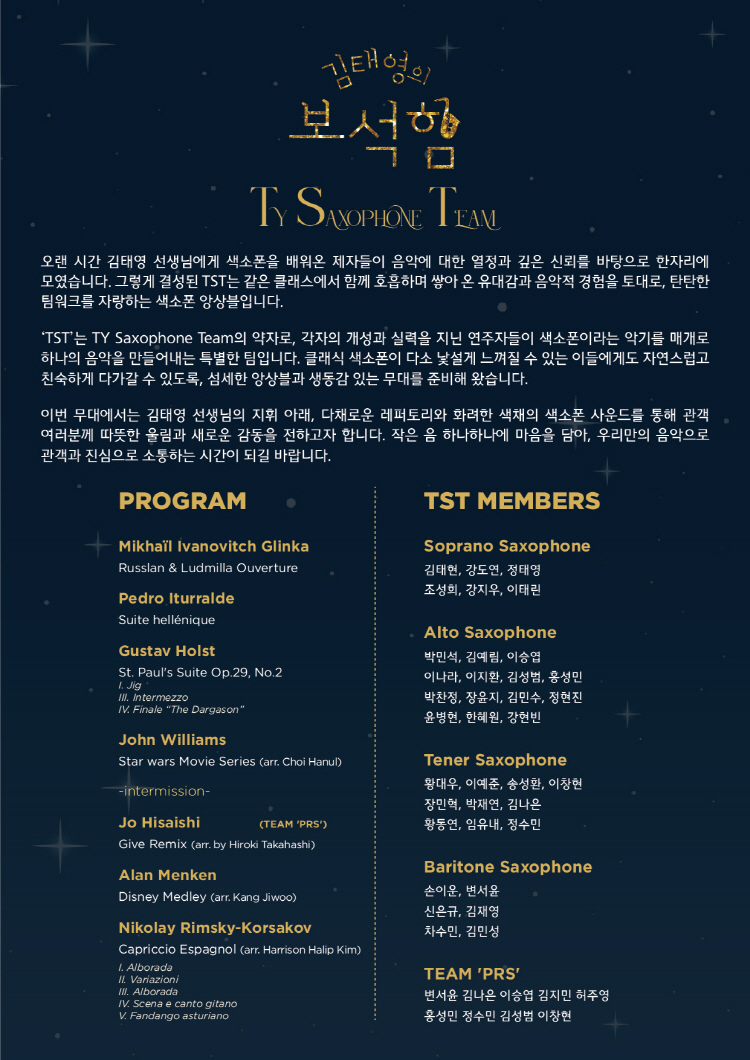 김태영의
보석함
TY SAXOPHONE TEAM
오랜 시간 김태영 선생님에게 색소폰을 배워온 제자들이 음악에 대한 열정과 깊은 신뢰를 바탕으로 한자리에
모였습니다. 그렇게 결성된 TST는 같은 클래스에서 함께 호흡하며 쌓아 온 유대감과 음악적 경험을 토대로, 탄탄한
팀워크를 자랑하는 색소폰 앙상블입니다.
‘TST’는 TY Saxophone Team의 약자로, 각자의 개성과 실력을 지닌 연주자들이 색소폰이라는 악기를 매개로
하나의 음악을 만들어내는 특별한 팀입니다. 클래식 색소폰이 다소 낯설게 느껴질 수 있는 이들에게도 자연스럽고
친숙하게 다가갈 수 있도록, 섬세한 앙상블과 생동감 있는 무대를 준비해 왔습니다.
이번 무대에서는 김태영 선생님의 지휘 아래, 다채로운 레퍼토리와 화려한 색채의 색소폰 사운드를 통해 관객
여러분께 따뜻한 울림과 새로운 감동을 전하고자 합니다. 작은 음 하나하나에 마음을 담아, 우리만의 음악으로
관객과 진심으로 소통하는 시간이 되길 바랍니다.
PROGRAM
Mikhaïl Ivanovitch Glinka
Russlan & Ludmilla Ouverture
Pedro Iturralde
Suite hellénique
Gustav Holst
St. Paul's Suite Op.29, No.2
I. Jig
III. Intermezzo
IV. Finale “The Dargason”
John Williams
Star wars Movie Series (arr. Choi Hanul)
-intermission-
Jo Hisaishi (TEAM 'PRS')
Give Remix (arr. by Hiroki Takahashi)
Alan Menken
Disney Medley (arr. Kang Jiwoo)
Nikolay Rimsky-Korsakov
Capriccio Espagnol (arr. Harrison Halip Kim)
I. Alborada
II. Variazioni
III. Alborada
IV. Scena e canto gitano
V. Fandango asturiano
TST MEMBERS
Soprano Saxophone
김태현, 강도연, 정태영
조성희, 강지우, 이태린
Alto Saxophone
박민석, 김예림, 이승엽
이나라, 이지환, 김성범, 홍성민
박찬정, 장윤지, 김민수, 정현진
윤병현, 한혜원, 강현빈
Tener Saxophone
황대우, 이예준, 송성환, 이창현
장민혁, 박재연, 김나은
황통연, 임유내, 정수민
Baritone Saxophone
손이운, 변서윤
신은규, 김재영
차수민, 김민성
TEAM 'PRS'
변서윤 김나은 이승엽 김지민 허주영
홍성민 정수민 김성범 이창현